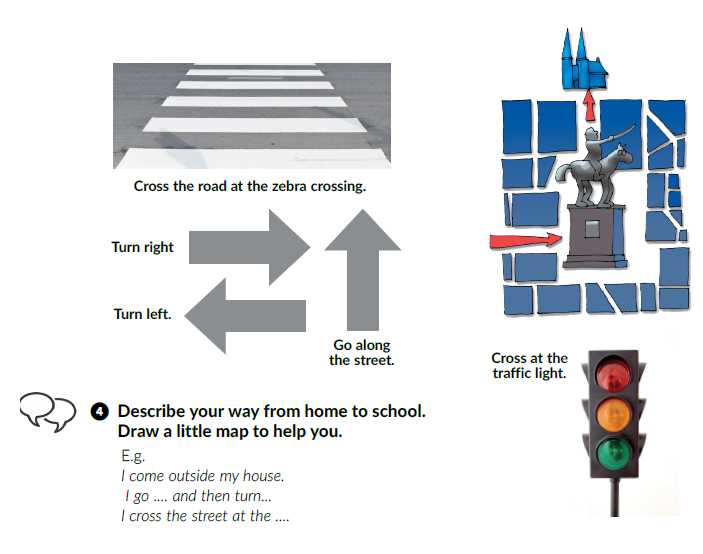 Cross the road at the zebra crossing.
Turn right
Turn left.
Go along
the street.
Cross at the
traffic light.
4 Describe your way from home to school.
Draw a little map to help you.
E.g.
I come outside my house.
I go .... and then turn...
I cross the street at the ....